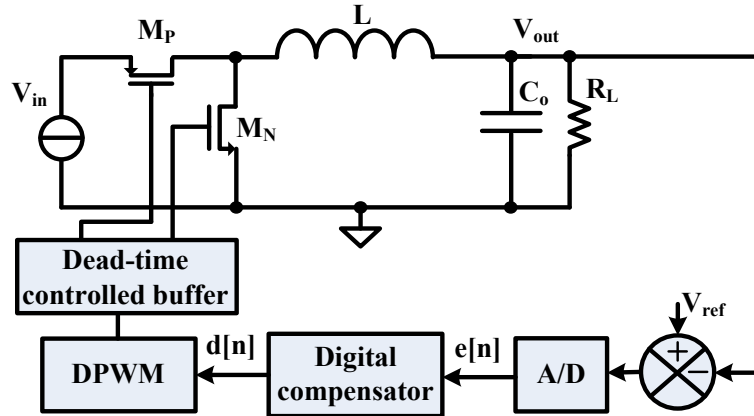 L
M_P
V_out
V_in
M_N
C_o
R_L
Dead-time
controlled buffer
V_ref
d[n]
e[n]
+
−
DPWM
Digital
compensator
A/D